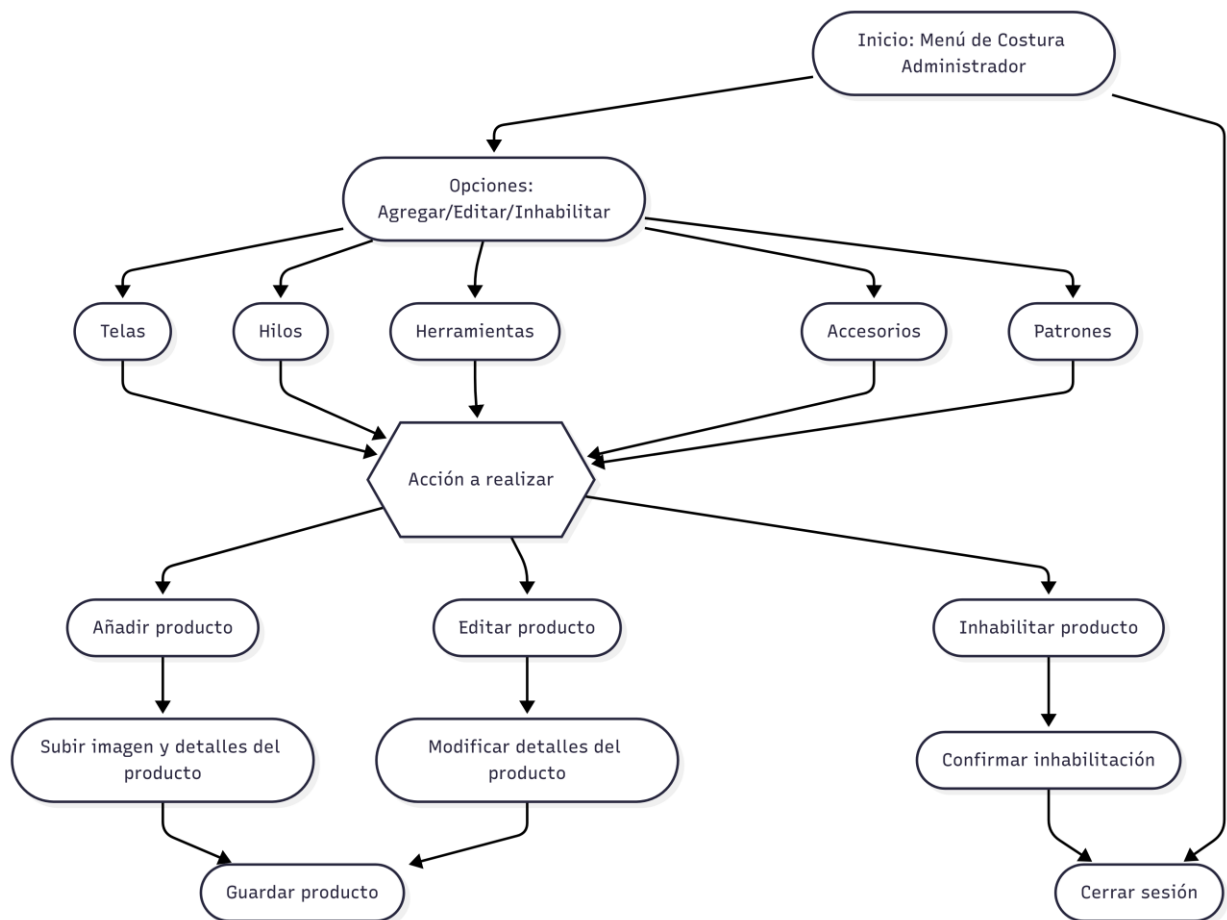 Inicio: Menú de Costura
Administrador
Opciones:
Agregar/Editar/Inhabilitar
Telas
Hilos
Herramientas
Accesorios
Patrones
Acción a realizar
Añadir producto
Editar producto
Inhabilitar producto
Subir imagen y detalles del
producto
Modificar detalles del
producto
Confirmar inhabilitación
Guardar producto
Cerrar sesión